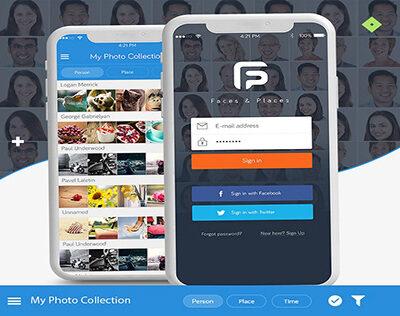 4:21 PM
My Photo Collection
Person
Place
Logan Merrick
George Gabrielyan
Paul Underwood
Pavel Laletin
Unnamed
Paul Underwood
4:21 PM
100%
Faces & Places
E-mail address
Sign in
Sign in with Facebook
Sign in with Twitter
Forgot password?
New here? Sign Up
My Photo Collection
Person
Place
Time